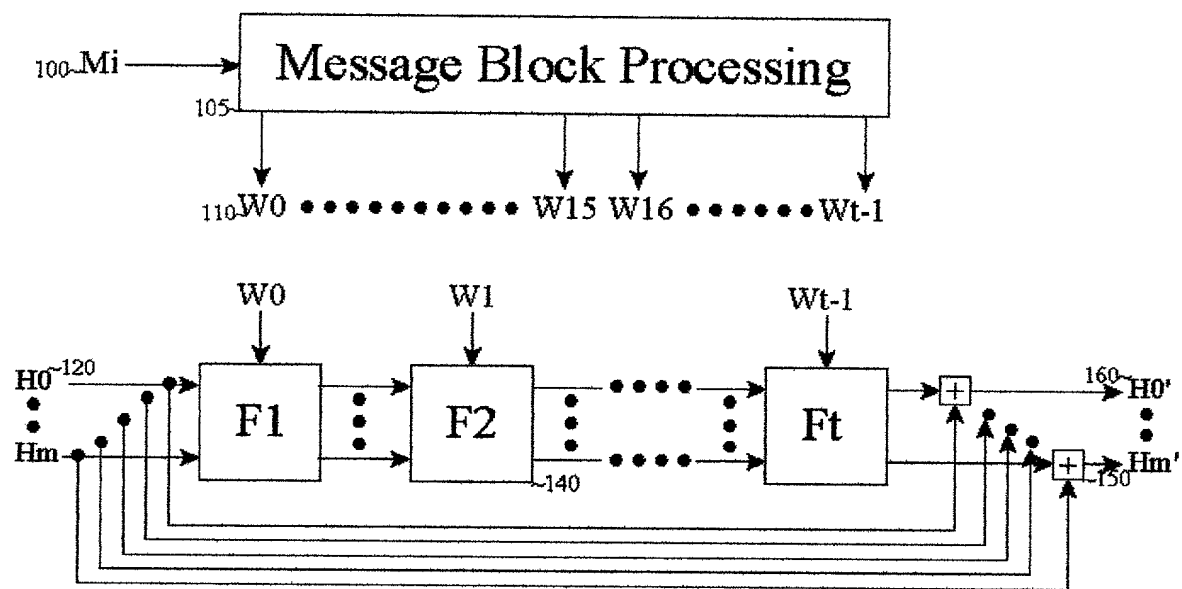 100~Mi
Message Block Processing
105~
110~W0 W15 W16 Wt-1
W0 W1 Wt-1
H0~120
160~H0'
F1 F2 Ft
+
Hm
+
Hm'
~140
~150